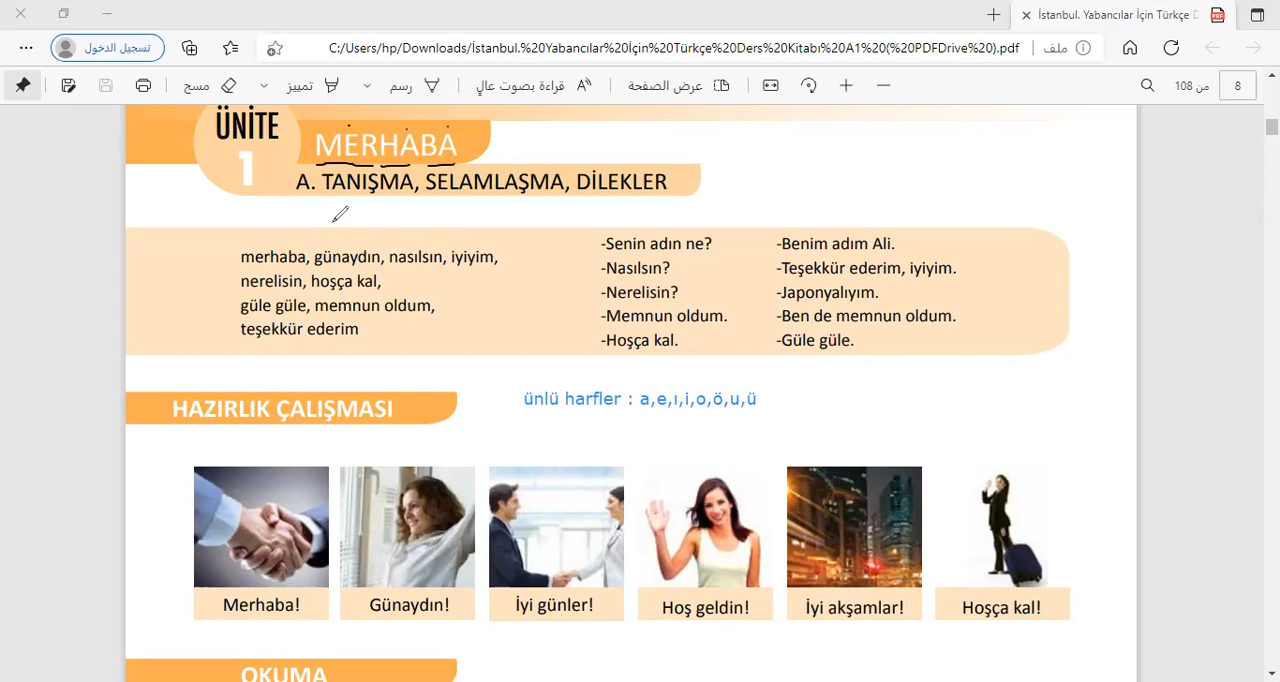 İstanbul. Yabancılar İçin Türkçe D
تسجيل الدخول
C:/Users/hp/Downloads/İstanbul.%20Yabancılar%20İçin%20Türkçe%20Ders%20Kitabı%20A1%20(%20PDFDrive%20).pdf
ملف
مسح
تمييز
رسم
قراءة بصوت عالٍ
عرض الصفحة
من 108
8
ÜNİTE
1
MERHABA
A. TANIŞMA, SELAMLAŞMA, DİLEKLER
merhaba, günaydın, nasılsın, iyiyim,
nerelisin, hoşça kal,
güle güle, memnun oldum,
teşekkür ederim
-Senin adın ne?
-Nasılsın?
-Nerelisin?
-Memnun oldum.
-Hoşça kal.
-Benim adım Ali.
-Teşekkür ederim, iyiyim.
-Japonyalıyım.
-Ben de memnun oldum.
-Güle güle.
HAZIRLIK ÇALIŞMASI
ünlü harfler : a,e,ı,i,o,ö,u,ü
Merhaba!
Günaydın!
İyi günler!
Hoş geldin!
İyi akşamlar!
Hoşça kal!
OKUMA